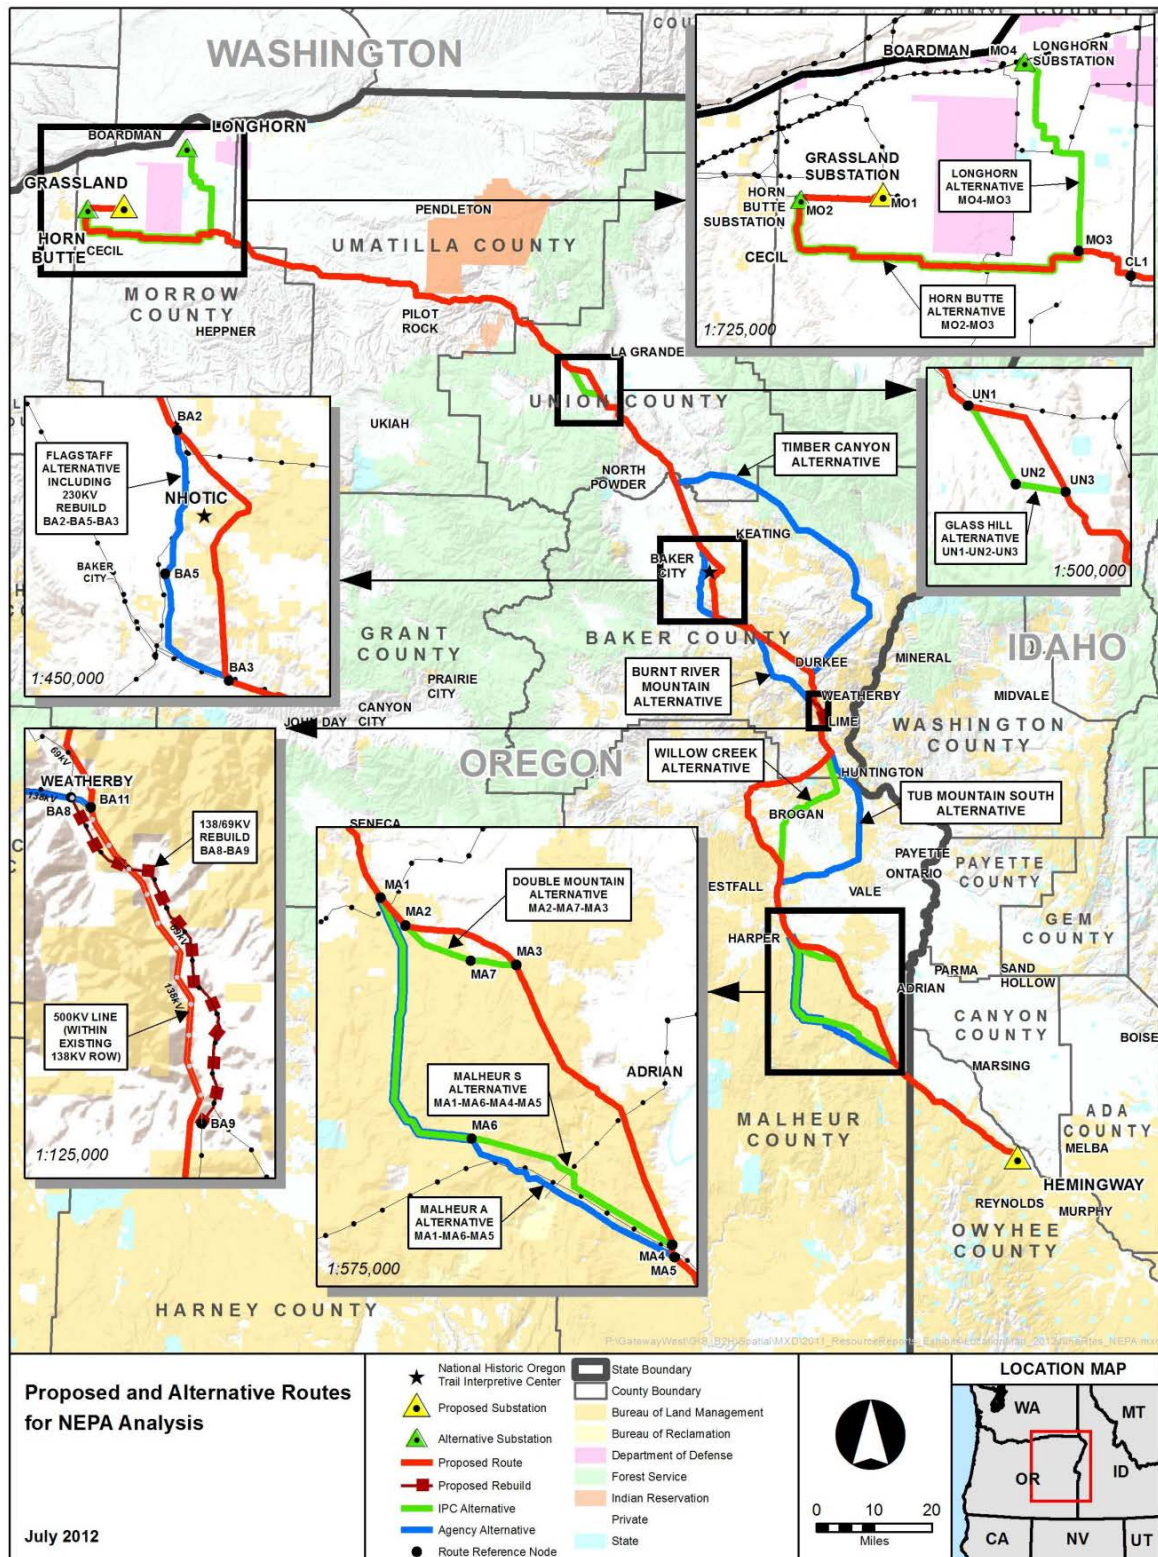 WASHINGTON
BOARDMAN
LONGHORN
GRASSLAND
HORN
BUTTE
CECIL
MORROW
COUNTY
HEPPNER
PENDLETON
UMATILLA COUNTY
PILOT
ROCK
LA GRANDE
UNION COUNTY
UKIAH
NORTH
POWDER
TIMBER CANYON
ALTERNATIVE
KEATING
BAKER
CITY
BAKER COUNTY
GRANT
COUNTY
PRAIRIE
CITY
CANYON
CITY
JOHN DAY
DURKEE
BURNT RIVER
MOUNTAIN
ALTERNATIVE
WEATHERBY
LIME
MINERAL
IDAHO
MIDVALE
WASHINGTON
COUNTY
OREGON
WILLOW CREEK
ALTERNATIVE
HUNTINGTON
TUB MOUNTAIN SOUTH
ALTERNATIVE
BROGAN
PAYETTE
ONTARIO
PAYETTE
COUNTY
SENECA
ESTFALL
VALE
GEM
COUNTY
HARPER
PARMA
SAND
HOLLOW
ADRIAN
CANYON
COUNTY
BOISE
MARSING
MALHEUR
COUNTY
ADA
COUNTY
MELBA
HEMINGWAY
REYNOLDS
MURPHY
OWYHEE
COUNTY
HARNEY COUNTY
BOARDMAN
MO4
LONGHORN
SUBSTATION
GRASSLAND
SUBSTATION
MO1
HORN
BUTTE
SUBSTATION
MO2
CECIL
LONGHORN
ALTERNATIVE
MO4-MO3
MO3
CL1
HORN BUTTE
ALTERNATIVE
MO2-MO3
1:725,000
UN1
UN2
UN3
GLASS HILL
ALTERNATIVE
UN1-UN2-UN3
1:500,000
BA2
FLAGSTAFF
ALTERNATIVE
INCLUDING
230KV
REBUILD
BA2-BA5-BA3
NHOTIC
BAKER
CITY
BA5
BA3
1:450,000
69kV
WEATHERBY
138kV
BA8
BA11
138/69KV
REBUILD
BA8-BA9
69kV
138kV
500KV LINE
(WITHIN
EXISTING
138KV ROW)
BA9
1:125,000
MA1
DOUBLE MOUNTAIN
ALTERNATIVE
MA2-MA7-MA3
MA2
MA3
MA7
ADRIAN
MALHEUR S
ALTERNATIVE
MA1-MA6-MA4-MA5
MA6
MALHEUR A
ALTERNATIVE
MA1-MA6-MA5
MA4
MA5
1:575,000
Proposed and Alternative Routes
for NEPA Analysis
July 2012
National Historic Oregon
Trail Interpretive Center
Proposed Substation
Alternative Substation
Proposed Route
Proposed Rebuild
IPC Alternative
Agency Alternative
Route Reference Node
State Boundary
County Boundary
Bureau of Land Management
Bureau of Reclamation
Department of Defense
Forest Service
Indian Reservation
Private
State
0 10 20
Miles
LOCATION MAP
WA
MT
OR
ID
CA
NV
UT